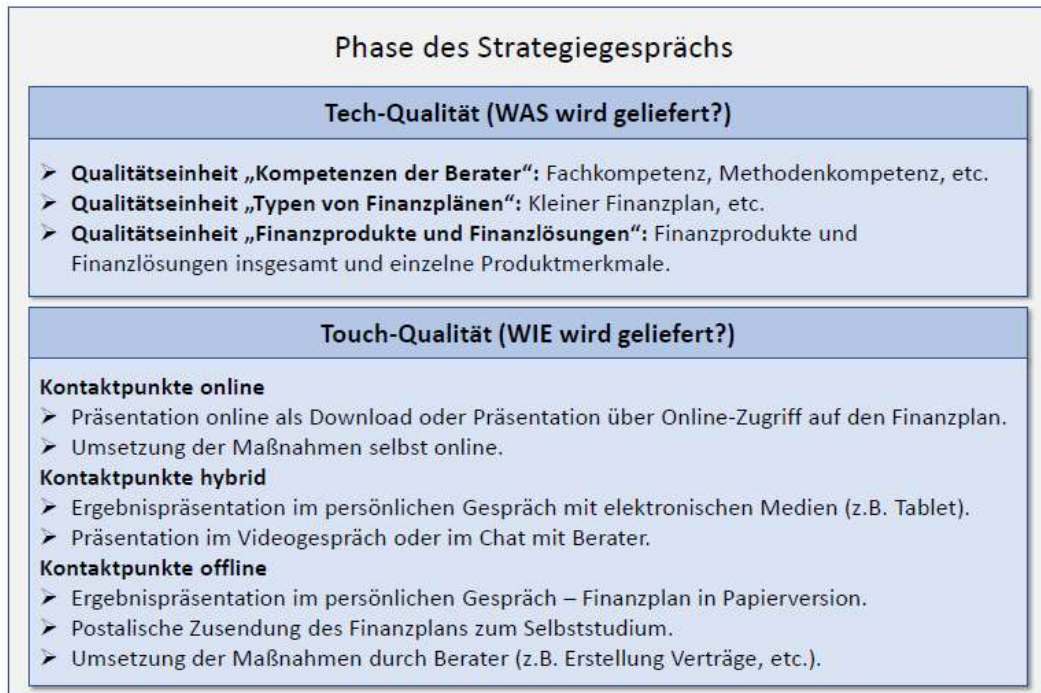 Phase des Strategiegesprächs
Tech-Qualität (WAS wird geliefert?)
➢ Qualitätseinheit „Kompetenzen der Berater“: Fachkompetenz, Methodenkompetenz, etc.
➢ Qualitätseinheit „Typen von Finanzplänen“: Kleiner Finanzplan, etc.
➢ Qualitätseinheit „Finanzprodukte und Finanzlösungen“: Finanzprodukte und
Finanzlösungen insgesamt und einzelne Produktmerkmale.
Touch-Qualität (WIE wird geliefert?)
Kontaktpunkte online
➢ Präsentation online als Download oder Präsentation über Online-Zugriff auf den Finanzplan.
➢ Umsetzung der Maßnahmen selbst online.
Kontaktpunkte hybrid
➢ Ergebnispräsentation im persönlichen Gespräch mit elektronischen Medien (z.B. Tablet).
➢ Präsentation im Videogespräch oder im Chat mit Berater.
Kontaktpunkte offline
➢ Ergebnispräsentation im persönlichen Gespräch – Finanzplan in Papierversion.
➢ Postalische Zusendung des Finanzplans zum Selbststudium.
➢ Umsetzung der Maßnahmen durch Berater (z.B. Erstellung Verträge, etc.).